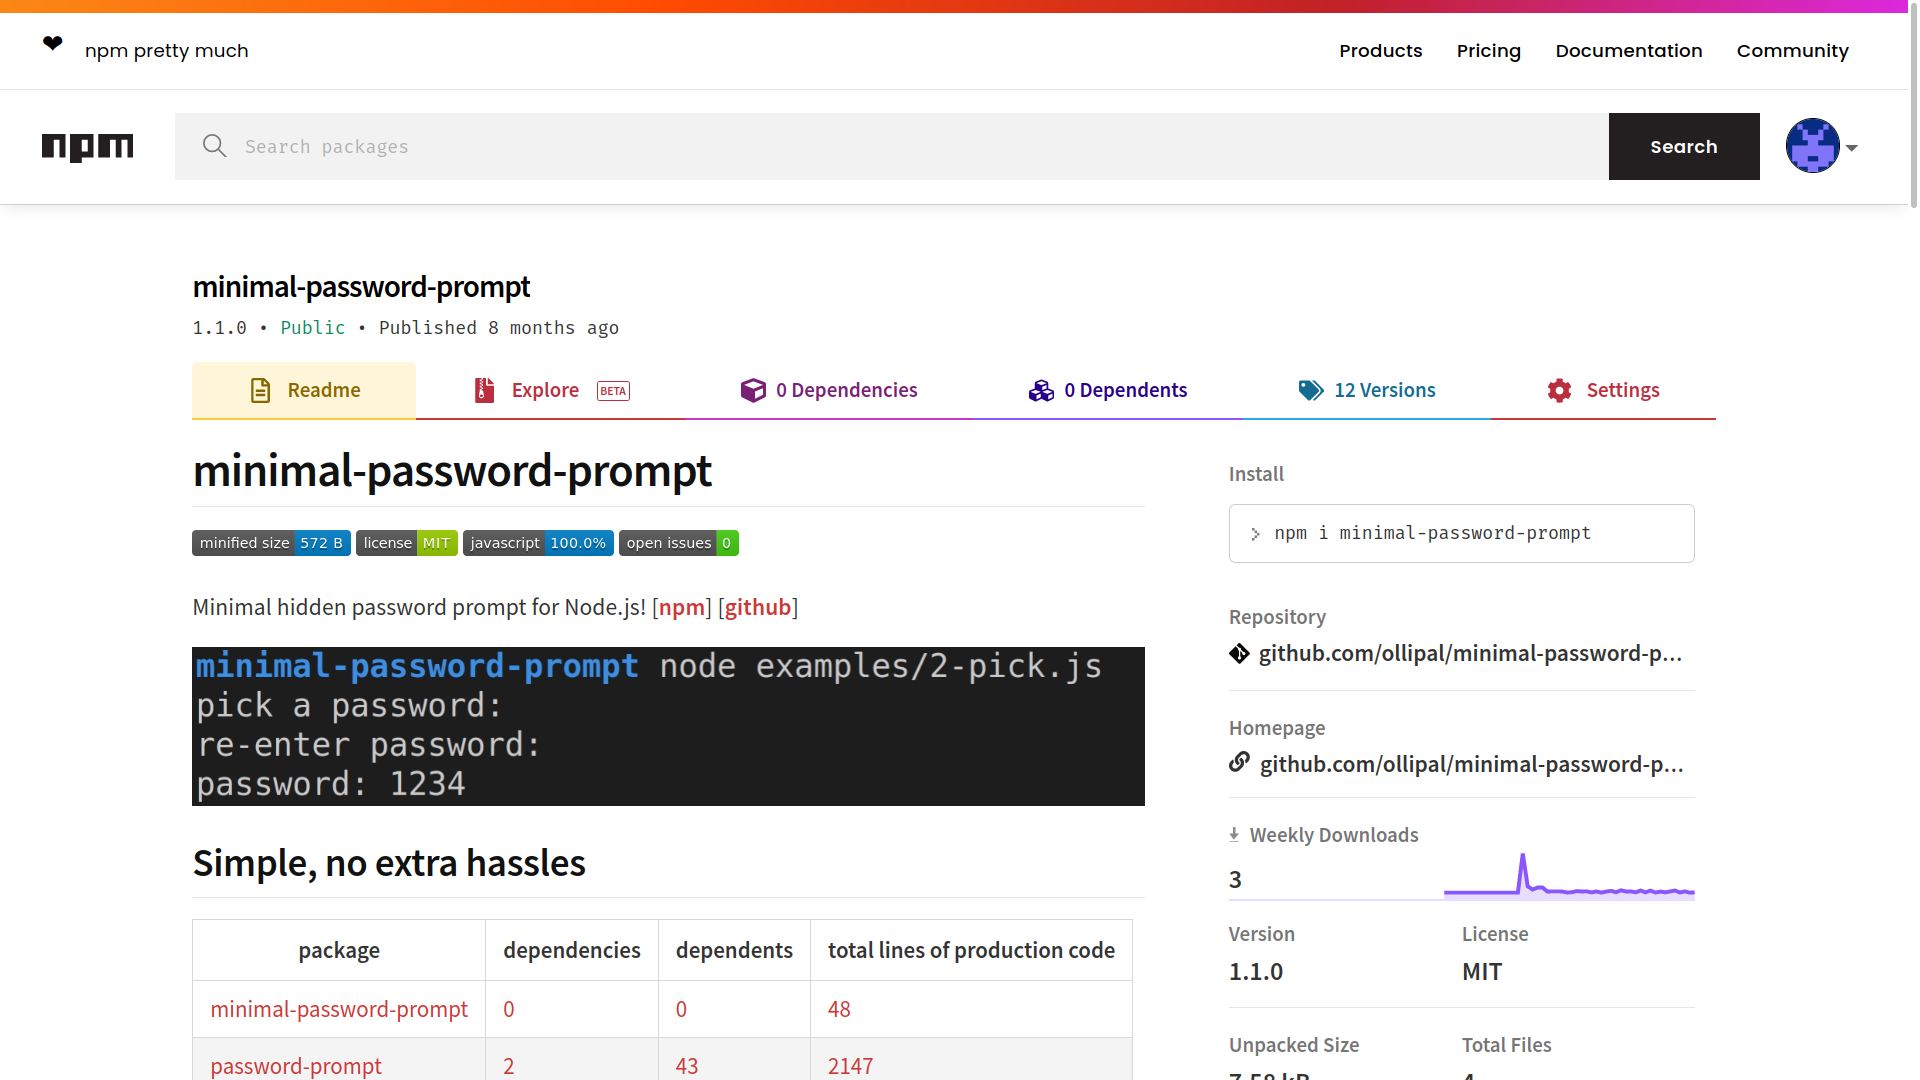 ❤ npm pretty much
Products Pricing Documentation Community
npm
Search packages
Search
minimal-password-prompt
1.1.0 • Public • Published 8 months ago
Readme
Explore BETA
0 Dependencies
0 Dependents
12 Versions
Settings
minimal-password-prompt
minified size 572 B license MIT javascript 100.0% open issues 0
Minimal hidden password prompt for Node.js! [npm] [github]
minimal-password-prompt node examples/2-pick.js
pick a password:
re-enter password:
password: 1234
Simple, no extra hassles
package dependencies dependents total lines of production code
minimal-password-prompt 0 0 48
password-prompt 2 43 2147
Install
npm i minimal-password-prompt
Repository
github.com/ollipal/minimal-password-p...
Homepage
github.com/ollipal/minimal-password-p...
Weekly Downloads
3
Version License
1.1.0 MIT
Unpacked Size Total Files